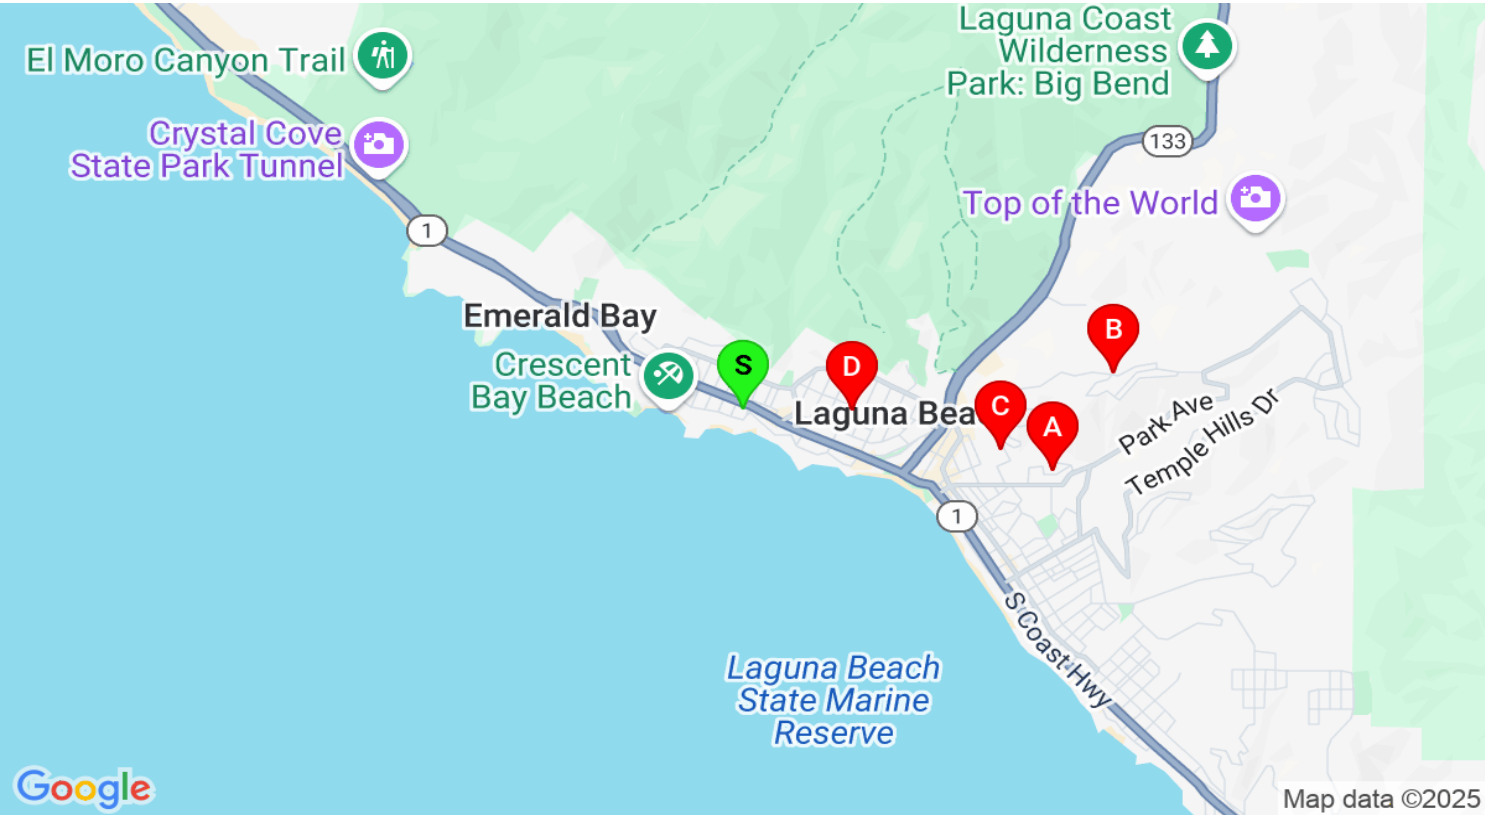 Laguna Coast
Wilderness
Park: Big Bend
El Moro Canyon Trail
Crystal Cove
State Park Tunnel
133
Top of the World
1
Emerald Bay
B
Crescent
Bay Beach
S
D
Laguna Bea
C
A
Park Ave
Temple Hills Dr
1
S Coast Hwy
Laguna Beach
State Marine
Reserve
Google
Map data ©2025